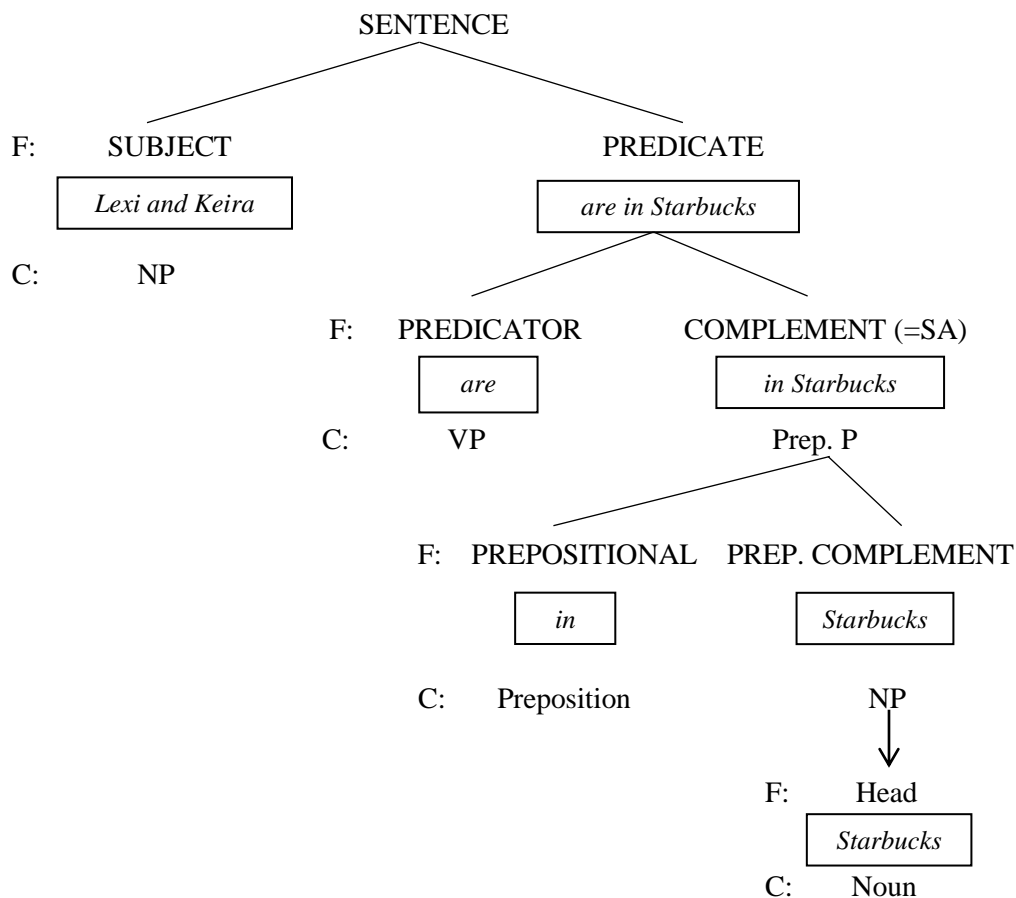 SENTENCE
F: SUBJECT PREDICATE
Lexi and Keira are in Starbucks
C: NP
F: PREDICATOR COMPLEMENT (=SA)
are in Starbucks
C: VP Prep. P
F: PREPOSITIONAL PREP. COMPLEMENT
in Starbucks
C: Preposition NP
F: Head
Starbucks
C: Noun